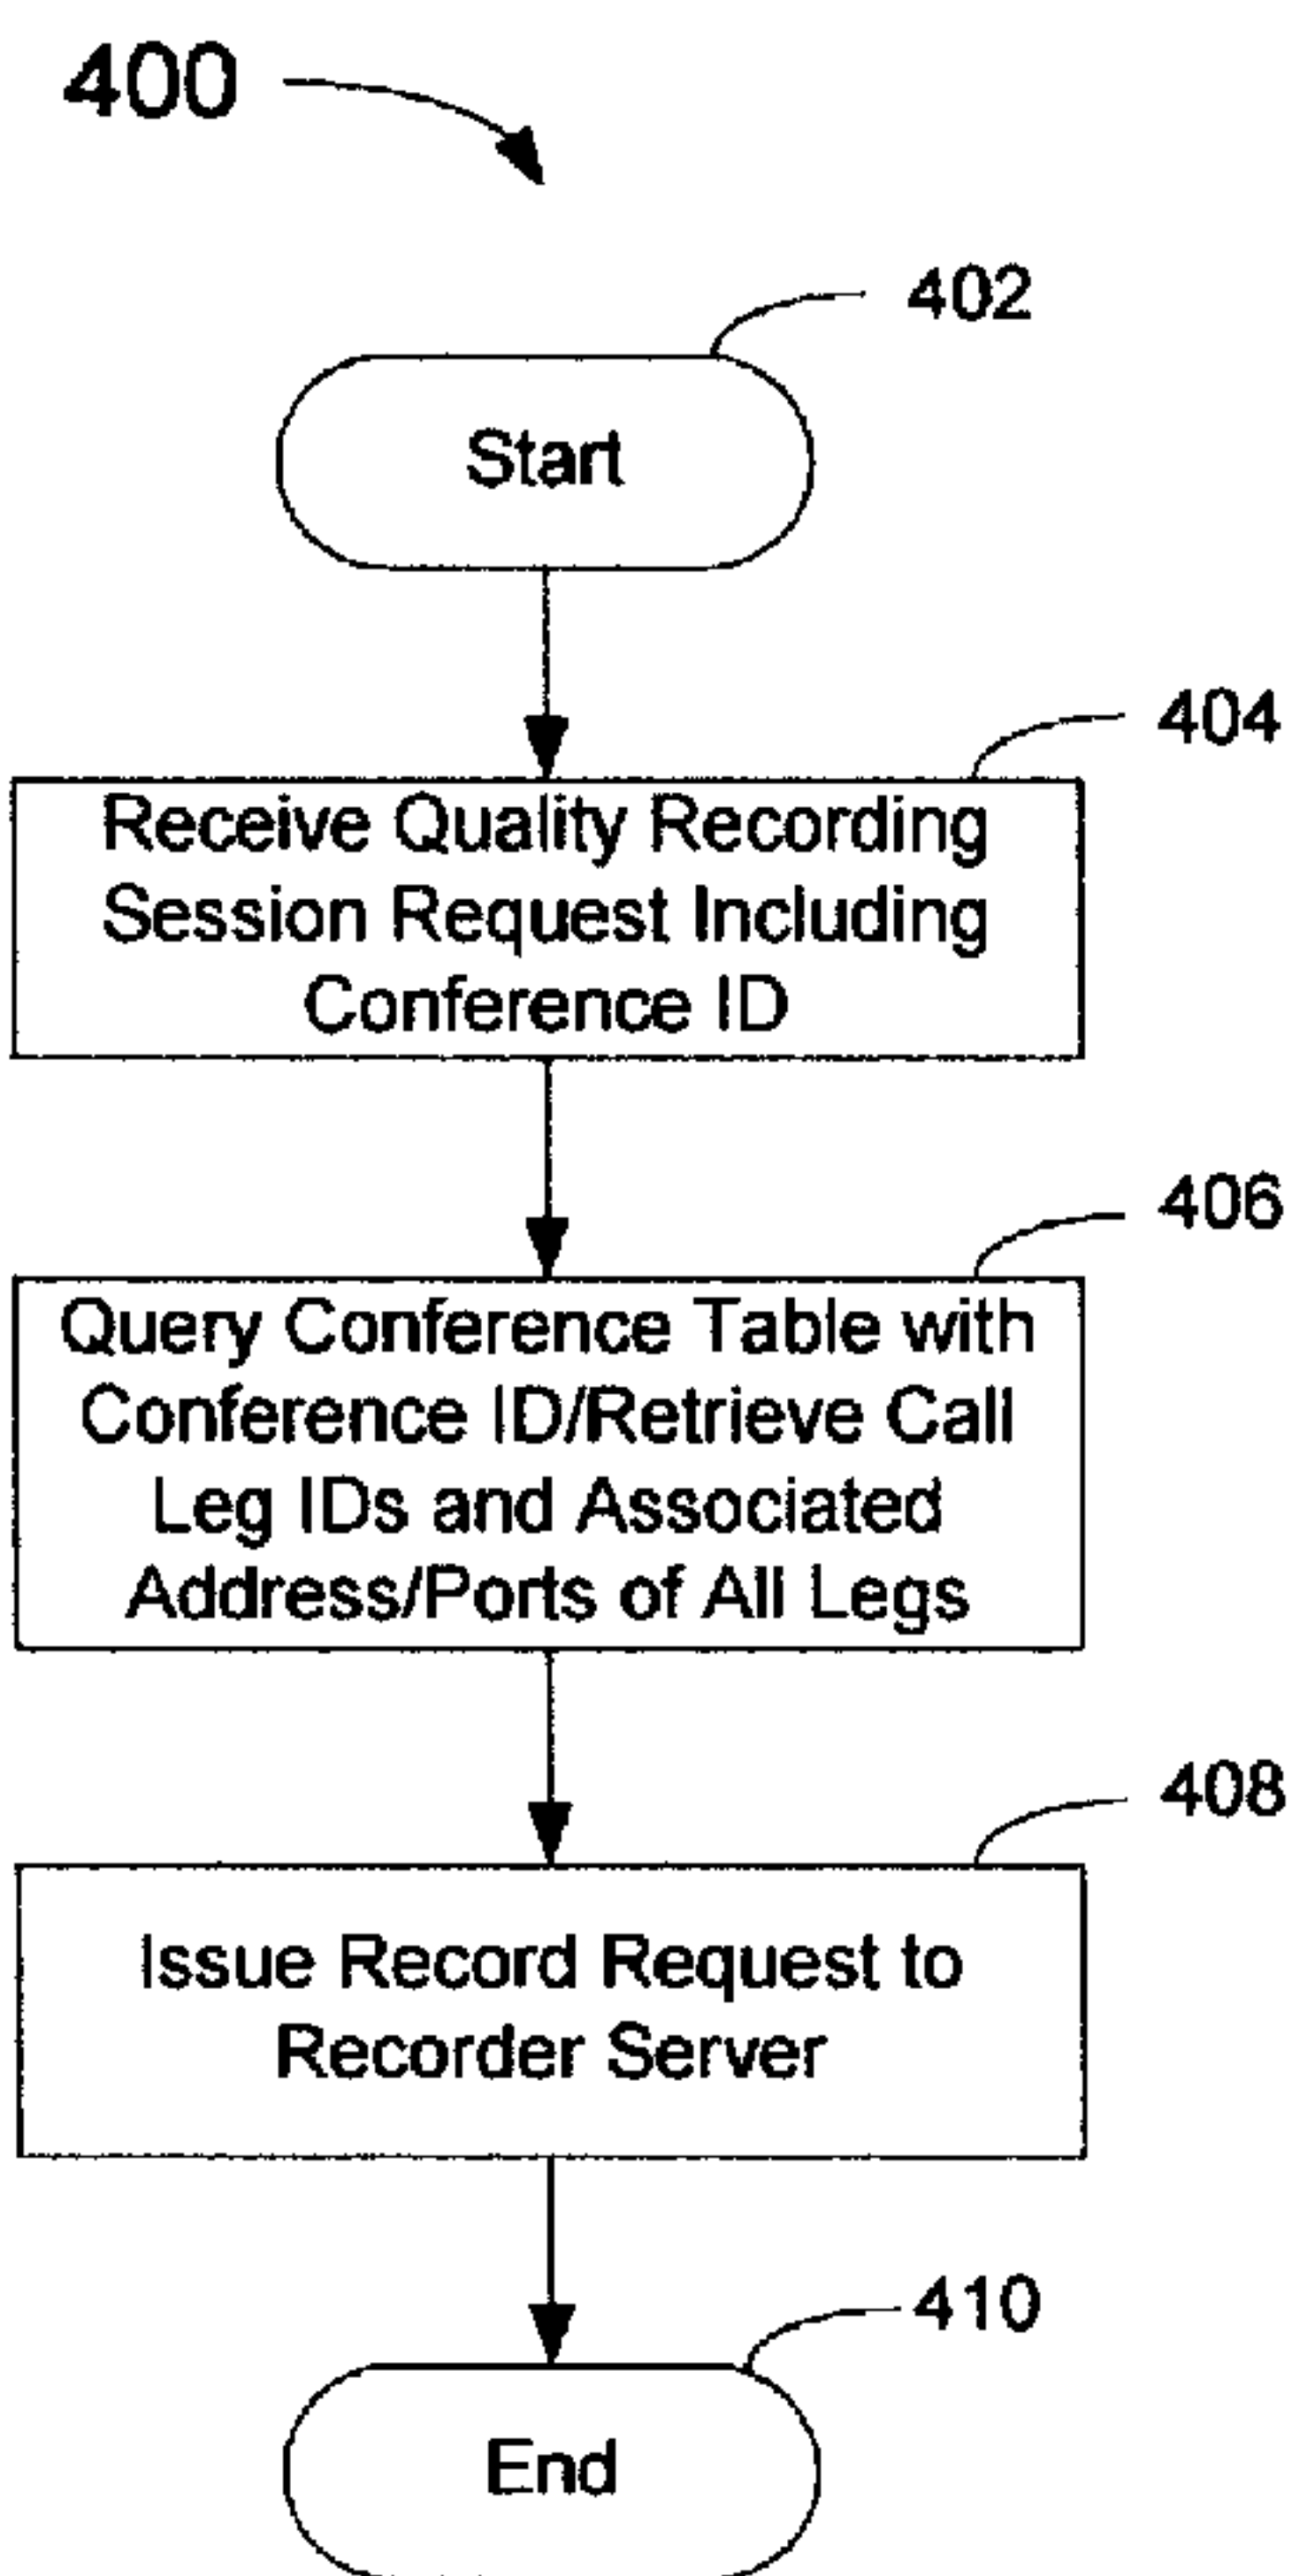 400
402
Start
404
Receive Quality Recording
Session Request Including
Conference ID
406
Query Conference Table with
Conference ID/Retrieve Call
Leg IDs and Associated
Address/Ports of All Legs
408
Issue Record Request to
Recorder Server
410
End